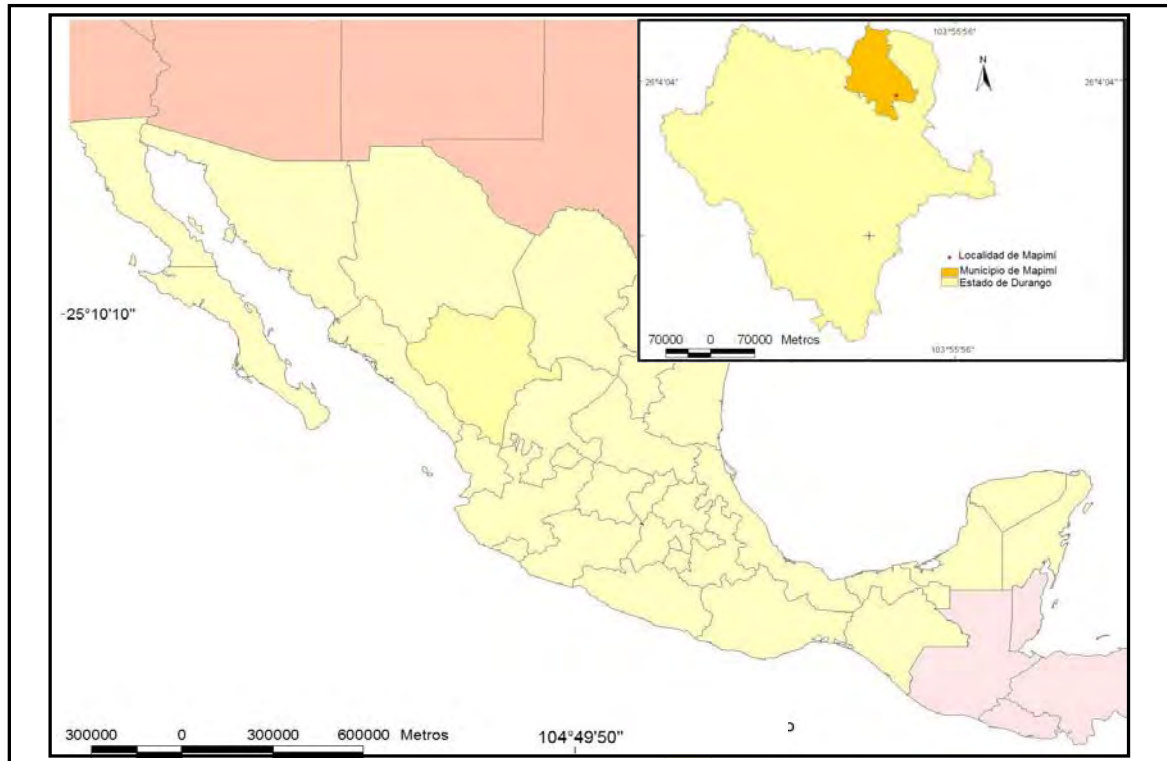 103°55'56"
N
26°4'04"
26°4'04"
Localidad de Mapimí
Municipio de Mapimí
Estado de Durango
70000 0 70000 Metros
103°55'56"
25°10'10"
300000 0 300000 600000 Metros
104°49'50"